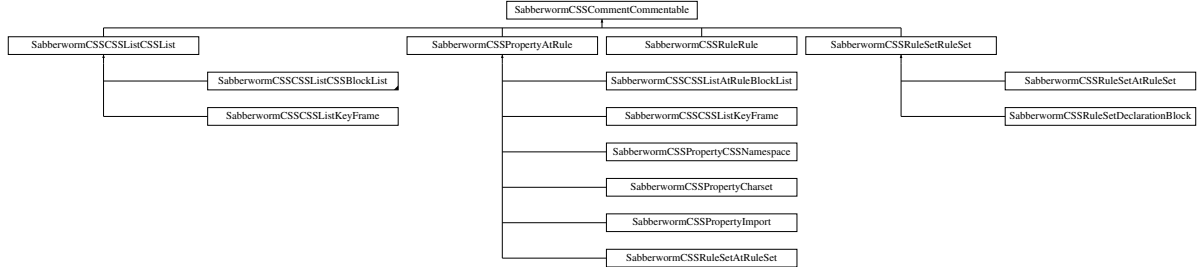 SabberwormCSSCommentCommentable
SabberwormCSSCSSListCSSList
SabberwormCSSPropertyAtRule
SabberwormCSSRuleRule
SabberwormCSSRuleSetRuleSet
SabberwormCSSCSSListCSSBlockList
SabberwormCSSCSSListAtRuleBlockList
SabberwormCSSRuleSetAtRuleSet
SabberwormCSSCSSListKeyFrame
SabberwormCSSCSSListKeyFrame
SabberwormCSSRuleSetDeclarationBlock
SabberwormCSSPropertyCSSNamespace
SabberwormCSSPropertyCharset
SabberwormCSSPropertyImport
SabberwormCSSRuleSetAtRuleSet